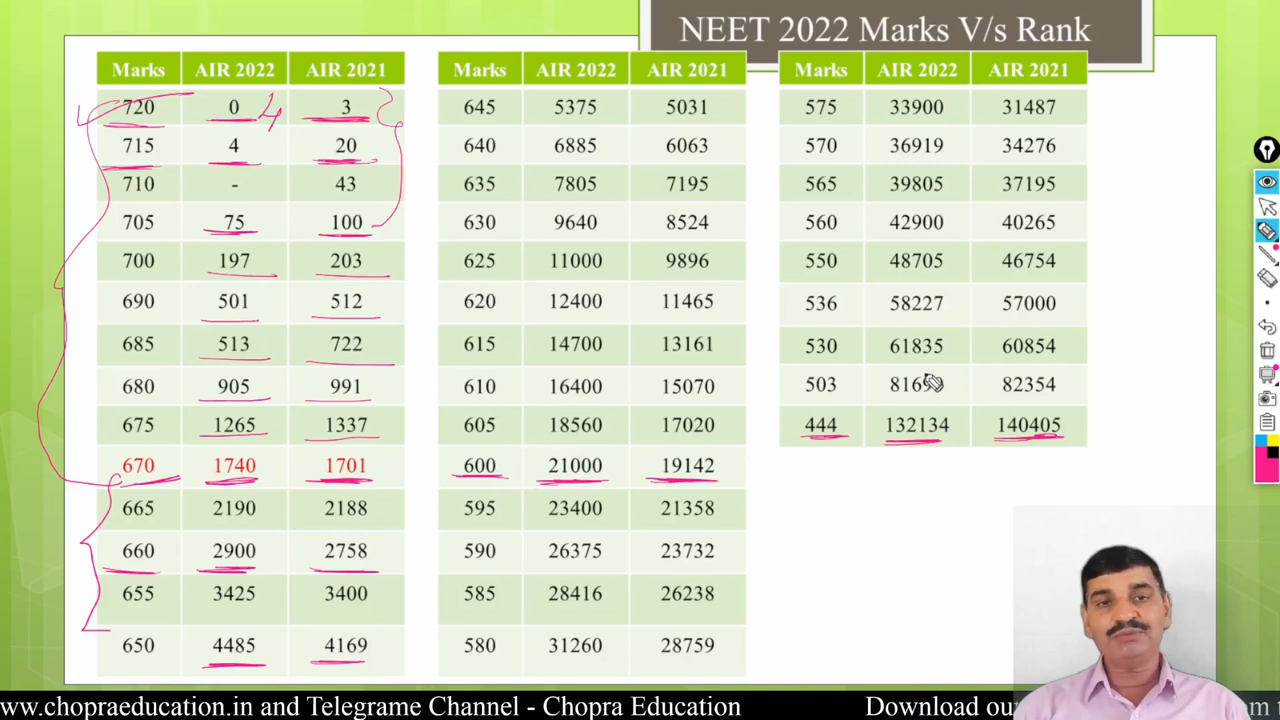 NEET 2022 Marks V/s Rank
Marks AIR 2022 AIR 2021
720 0 4 3
715 4 20
710 - 43
705 75 100
700 197 203
690 501 512
685 513 722
680 905 991
675 1265 1337
670 1740 1701
665 2190 2188
660 2900 2758
655 3425 3400
650 4485 4169
Marks AIR 2022 AIR 2021
645 5375 5031
640 6885 6063
635 7805 7195
630 9640 8524
625 11000 9896
620 12400 11465
615 14700 13161
610 16400 15070
605 18560 17020
600 21000 19142
595 23400 21358
590 26375 23732
585 28416 26238
580 31260 28759
Marks AIR 2022 AIR 2021
575 33900 31487
570 36919 34276
565 39805 37195
560 42900 40265
550 48705 46754
536 58227 57000
530 61835 60854
503 82354
444 132134 140405
www.chopraeducation.in and Telegrame Channel - Chopra Education Download our